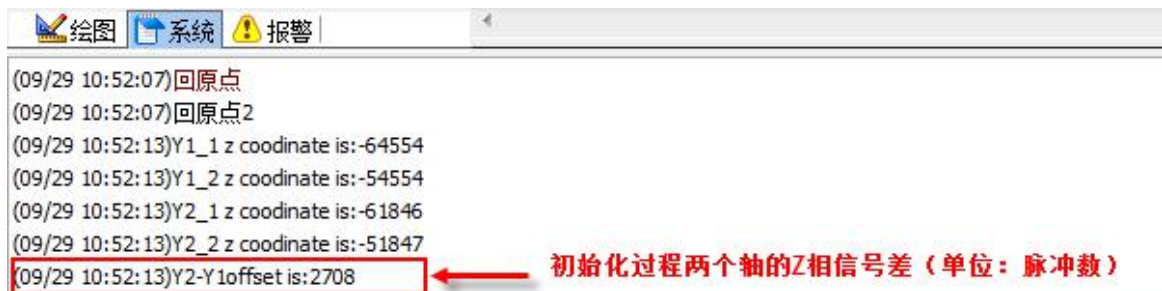 绘图 系统 报警
(09/29 10:52:07)回原点
(09/29 10:52:07)回原点2
(09/29 10:52:13)Y1_1 z coodinate is:-64554
(09/29 10:52:13)Y1_2 z coodinate is:-54554
(09/29 10:52:13)Y2_1 z coodinate is:-61846
(09/29 10:52:13)Y2_2 z coodinate is:-51847
(09/29 10:52:13)Y2-Y1offset is:2708
初始化过程两个轴的Z相信号差（单位：脉冲数）